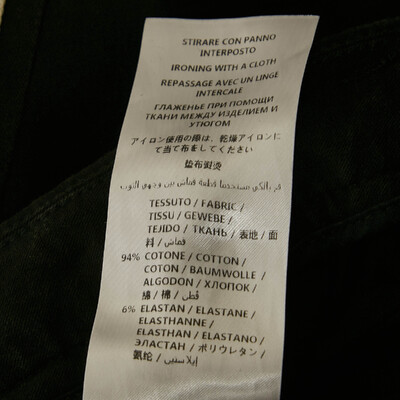 STIRARE CON PANNO
INTERPOSTO
IRONING WITH A CLOTH
REPASSAGE AVEC UN LINGE
INTERCALE
ГЛАЖЕНЬЕ ПРИ ПОМОЩИ
ТКАНИ МЕЖДУ ИЗДЕЛИЕМ И
УТЮГОМ
アイロン使用の際は、乾燥アイロンに
て当て布をしてください
垫布熨烫
TESSUTO / FABRIC /
TISSU / GEWEBE /
TEJIDO / ТКАНЬ / 表地 / 面
料 / قماش /
94% COTONE / COTTON /
COTON / BAUMWOLLE /
ALGODON / ХЛОПОК /
綿 / 棉 / قطن /
6% ELASTAN / ELASTANE /
ELASTHANNE /
ELASTHAN / ELASTANO /
ЭЛАСТАН / ポリウレタン /
氨纶 / إيلاستين /